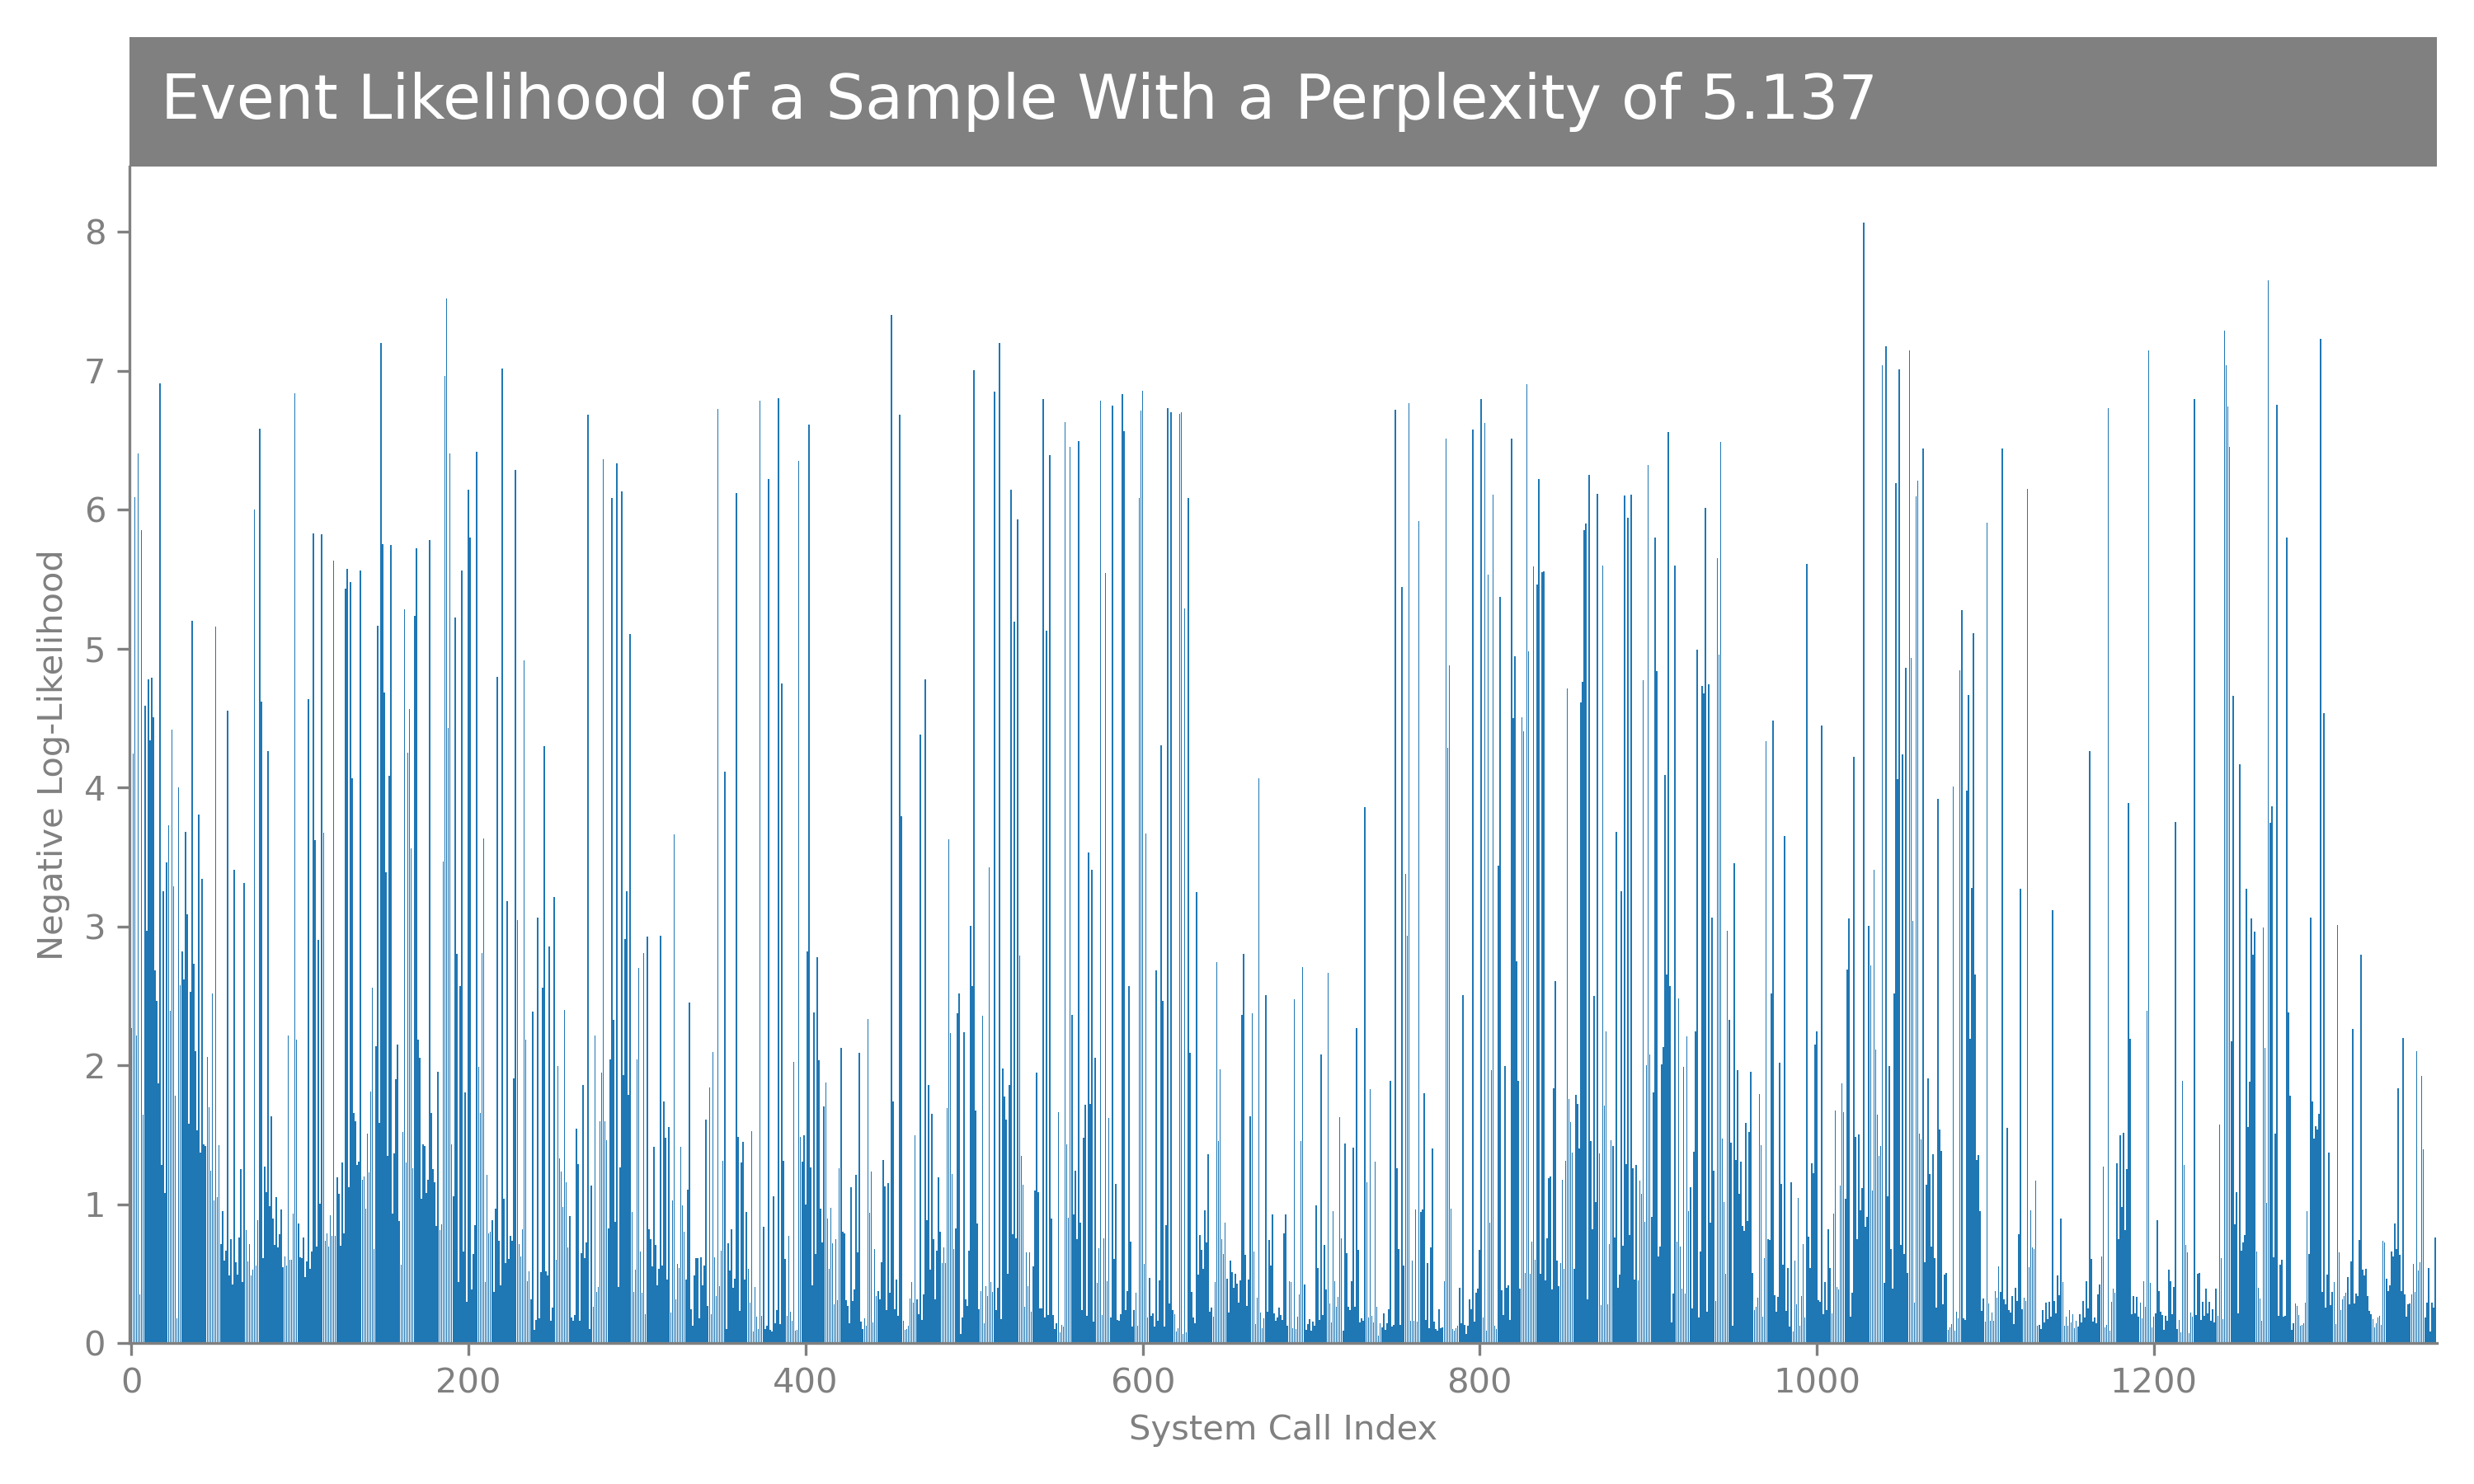 Event Likelihood of a Sample With a Perplexity of 5.137
8
7
6
5
4
3
2
1
0
Negative Log-Likelihood
0 200 400 600 800 1000 1200
System Call Index